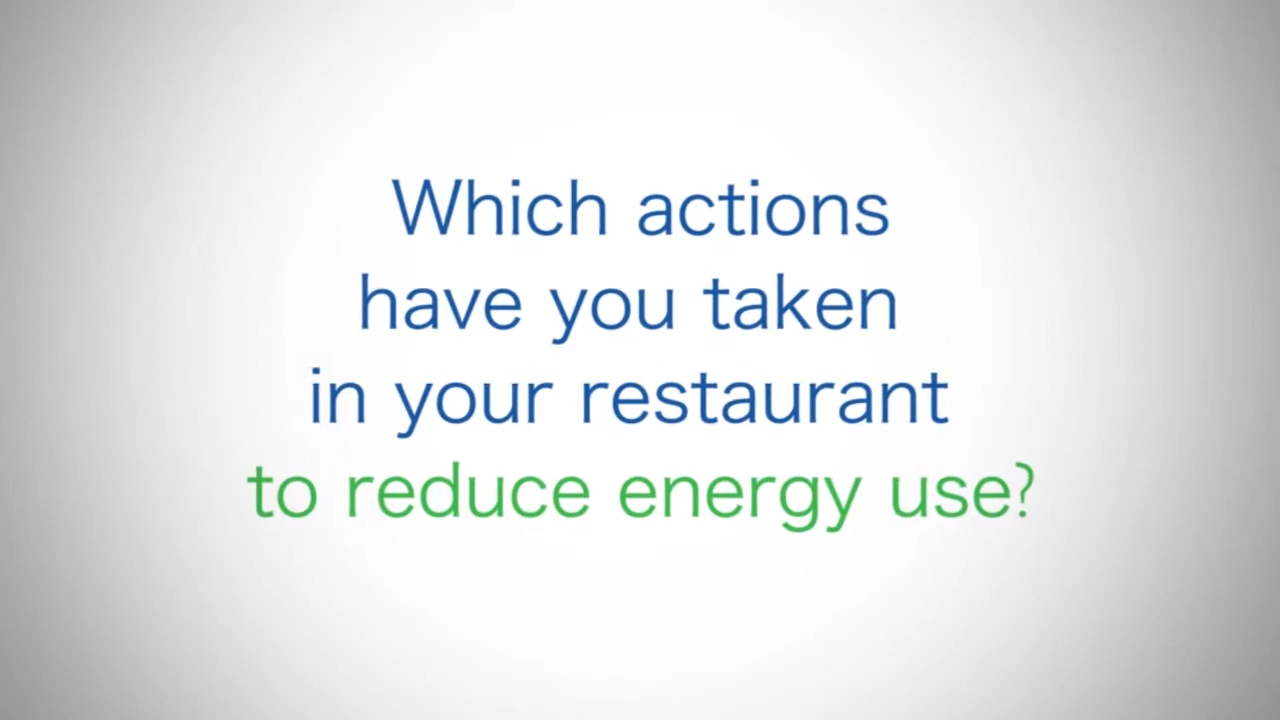 Which actions
have you taken
in your restaurant
to reduce energy use?